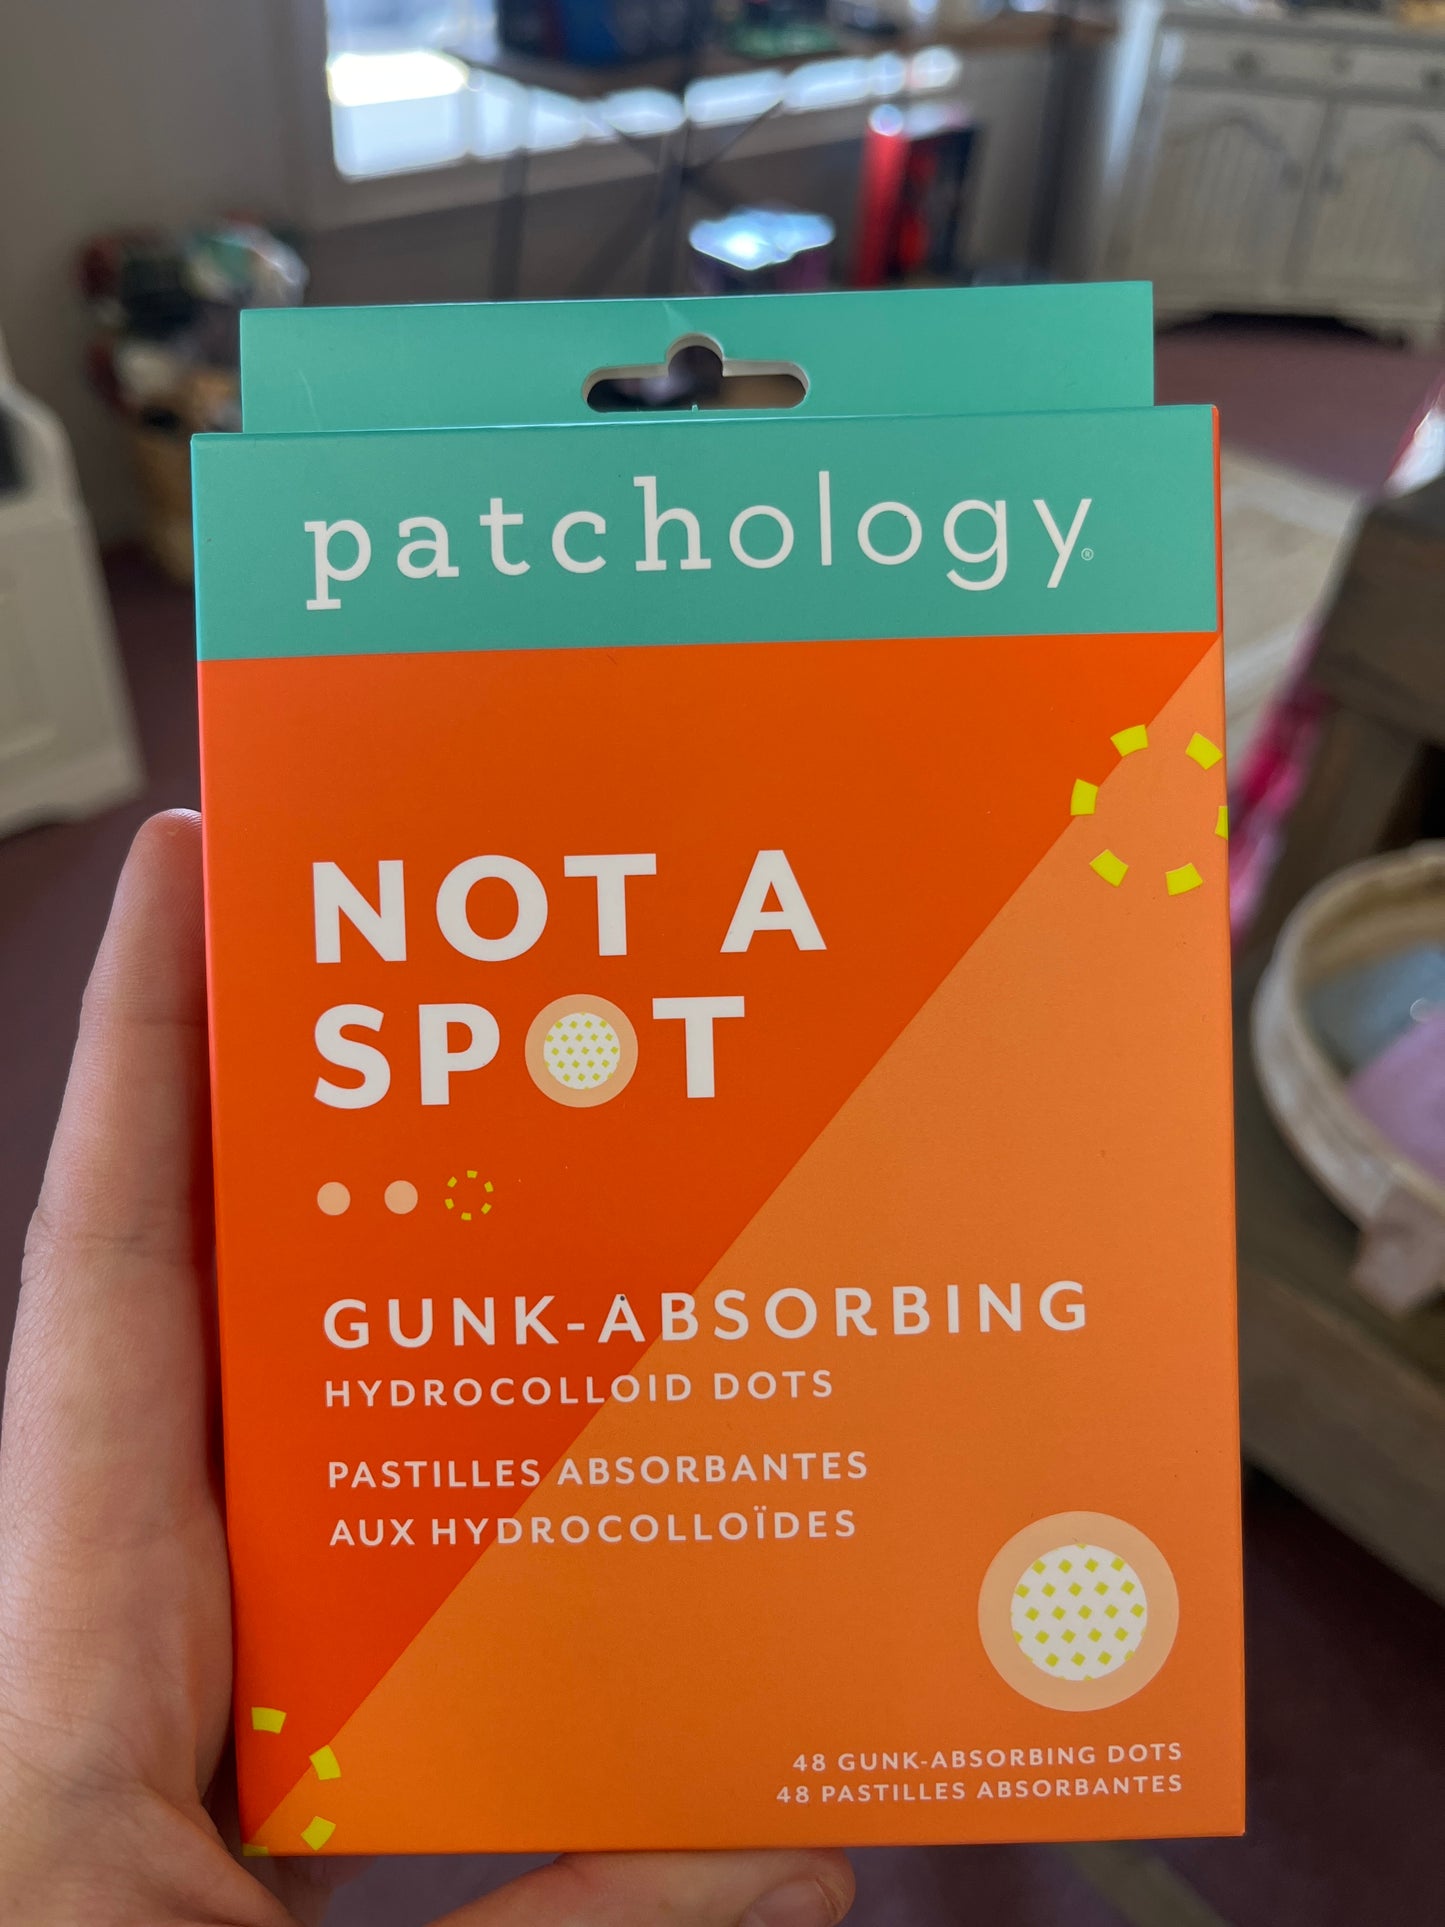 patchology®
NOT A
SPOT
GUNK-ABSORBING
HYDROCOLLOID DOTS
PASTILLES ABSORBANTES
AUX HYDROCOLLOÏDES
48 GUNK-ABSORBING DOTS
48 PASTILLES ABSORBANTES